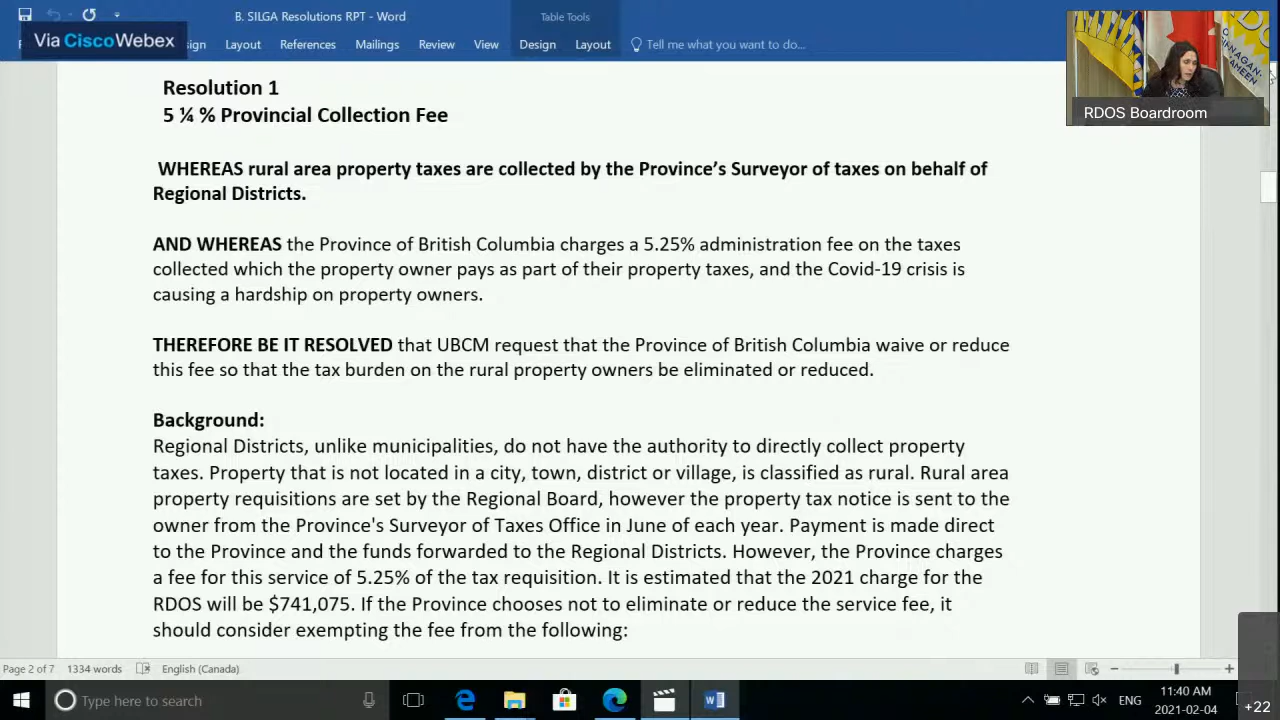 B. SILGA Resolutions RPT - Word
Table Tools
Via CiscoWebex
sign Layout References Mailings Review View Design Layout Tell me what you want to do...
RDOS Boardroom
Resolution 1
5 ¼ % Provincial Collection Fee
WHEREAS rural area property taxes are collected by the Province's Surveyor of taxes on behalf of
Regional Districts.
AND WHEREAS the Province of British Columbia charges a 5.25% administration fee on the taxes
collected which the property owner pays as part of their property taxes, and the Covid-19 crisis is
causing a hardship on property owners.
THEREFORE BE IT RESOLVED that UBCM request that the Province of British Columbia waive or reduce
this fee so that the tax burden on the rural property owners be eliminated or reduced.
Background:
Regional Districts, unlike municipalities, do not have the authority to directly collect property
taxes. Property that is not located in a city, town, district or village, is classified as rural. Rural area
property requisitions are set by the Regional Board, however the property tax notice is sent to the
owner from the Province's Surveyor of Taxes Office in June of each year. Payment is made direct
to the Province and the funds forwarded to the Regional Districts. However, the Province charges
a fee for this service of 5.25% of the tax requisition. It is estimated that the 2021 charge for the
RDOS will be $741,075. If the Province chooses not to eliminate or reduce the service fee, it
should consider exempting the fee from the following:
Page 2 of 7 1334 words English (Canada)
Type here to search
ENG
11:40 AM
2021-02-04
+22